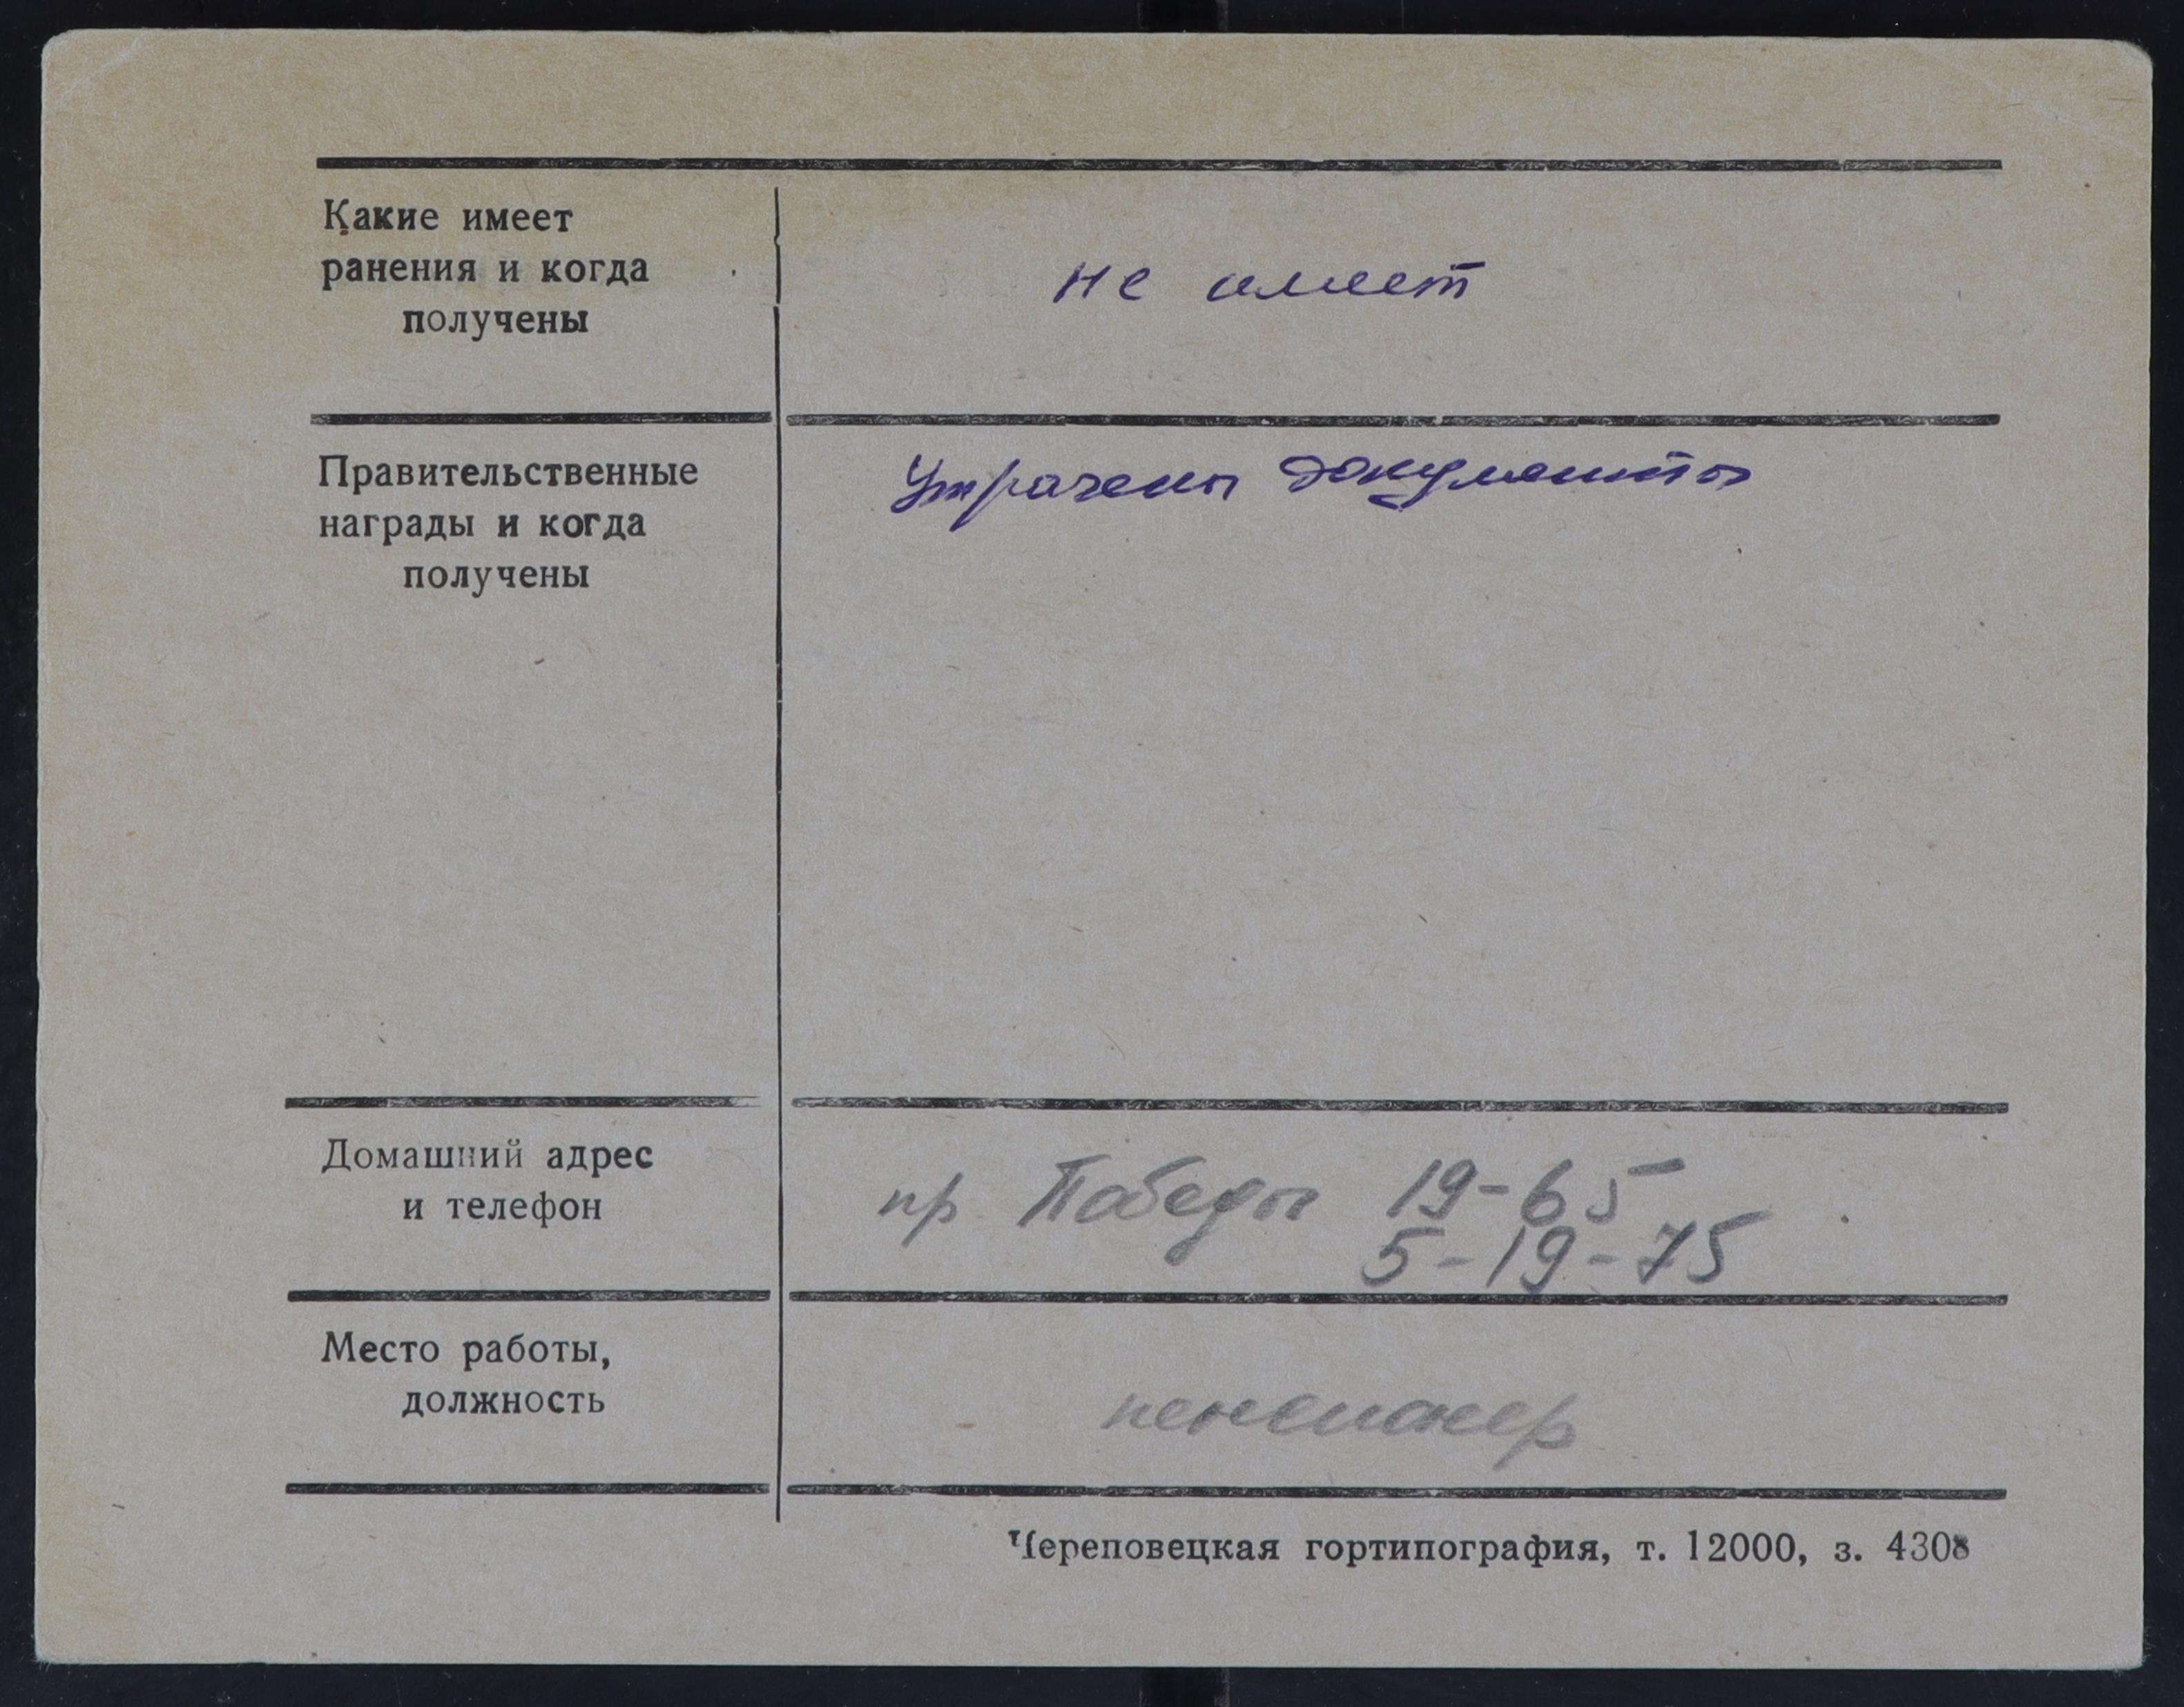 Какие имеет
ранения и когда
получены
не имеет
Правительственные
награды и когда
получены
Утрачены документы
Домашний адрес
и телефон
пр Победы 19-65
5-19-75
Место работы,
должность
пенсионер
Череповецкая гортипография, т. 12000, з. 4308